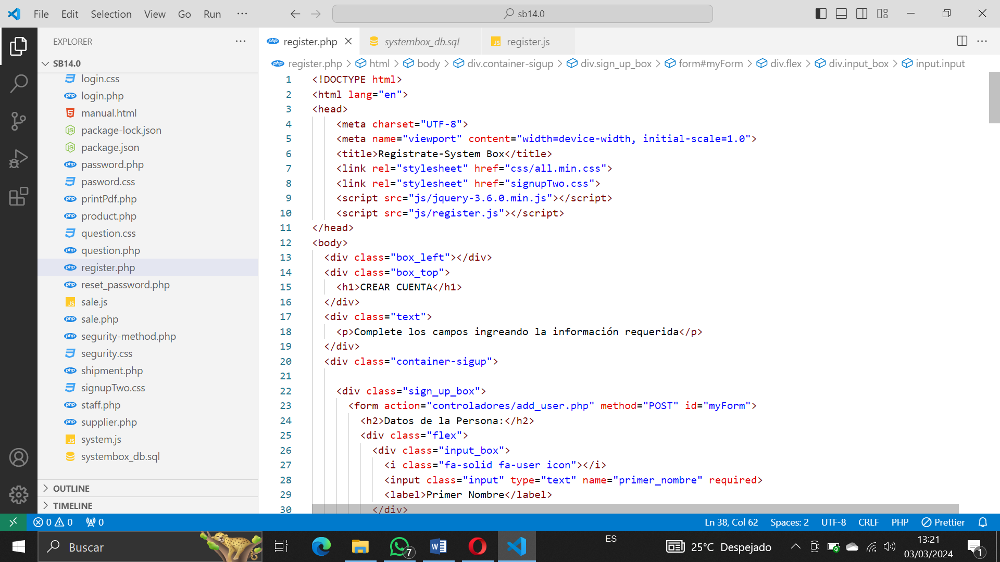 File Edit Selection View Go Run ··· sb14.0
EXPLORER ···
SB14.0
login.css
login.php
manual.html
package-lock.json
package.json
password.php
pasword.css
printPdf.php
product.php
question.css
question.php
register.php
reset_password.php
sale.js
sale.php
segurity-method.php
segurity.css
shipment.php
signupTwo.css
staff.php
supplier.php
system.js
systembox_db.sql
OUTLINE
TIMELINE
register.php systembox_db.sql register.js
register.php > html > body > div.container-sigup > div.sign_up_box > form#myForm > div.flex > div.input_box > input.input
1 <!DOCTYPE html>
2 <html lang="en">
3 <head>
4 <meta charset="UTF-8">
5 <meta name="viewport" content="width=device-width, initial-scale=1.0">
6 <title>Registrate-System Box</title>
7 <link rel="stylesheet" href="css/all.min.css">
8 <link rel="stylesheet" href="signupTwo.css">
9 <script src="js/jquery-3.6.0.min.js"></script>
10 <script src="js/register.js"></script>
11 </head>
12 <body>
13 <div class="box_left"></div>
14 <div class="box_top">
15 <h1>CREAR CUENTA</h1>
16 </div>
17 <div class="text">
18 <p>Complete los campos ingreando la información requerida</p>
19 </div>
20 <div class="container-sigup">
21
22 <div class="sign_up_box">
23 <form action="controladores/add_user.php" method="POST" id="myForm">
24 <h2>Datos de la Persona:</h2>
25 <div class="flex">
26 <div class="input_box">
27 <i class="fa-solid fa-user icon"></i>
28 <input class="input" type="text" name="primer_nombre" required>
29 <label>Primer Nombre</label>
30 </div>
0 0 0 Ln 38, Col 62 Spaces: 2 UTF-8 CRLF PHP Prettier
Buscar 7 ES 25°C Despejado 13:21
03/03/2024 1